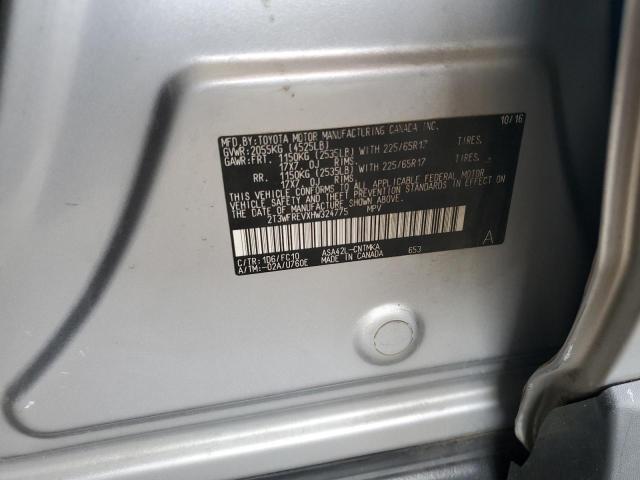 MFD.BY:TOYOTA MOTOR MANUFACTURING CANADA INC. 10/16
GVWR:2055KG (4525LB)
GAWR:FRT. 1150KG (2535LB) WITH 225/65R17 TIRES,
17X7.0J RIMS,
RR. 1150KG (2535LB) WITH 225/65R17 TIRES,
17X7.0J RIMS.
THIS VEHICLE CONFORMS TO ALL APPLICABLE FEDERAL MOTOR
VEHICLE SAFETY AND THEFT PREVENTION STANDARDS IN EFFECT ON
THE DATE OF MANUFACTURE SHOWN ABOVE.
2T3WFREVXHW324775 MPV
C/TR:1D6/FC10 ASA42L-CNTMKA 653 A
A/TM:-02A/U760E MADE IN CANADA